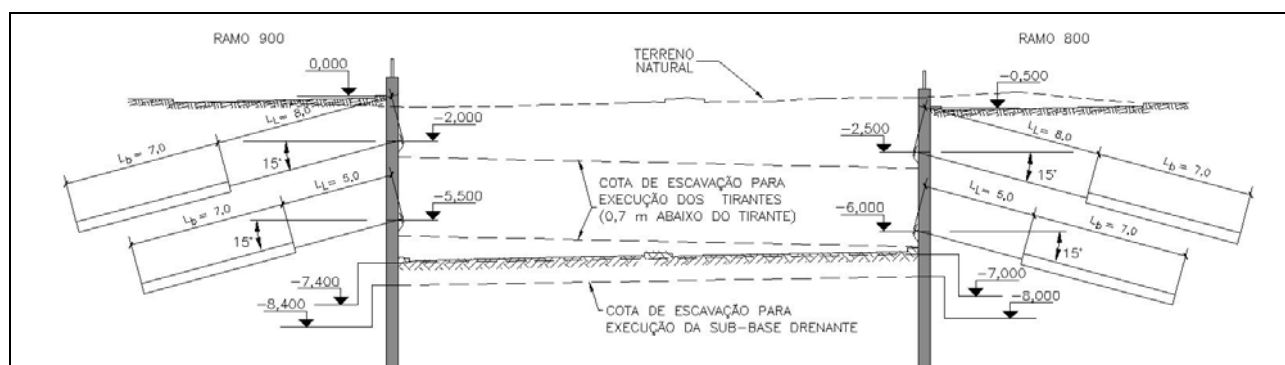 RAMO 900
TERRENO
NATURAL
RAMO 800
0,000
-0,500
L_L = 8,0
-2,000
L_b = 7,0
15°
L_L = 5,0
-5,500
L_b = 7,0
15°
COTA DE ESCAVAÇÃO PARA
EXECUÇÃO DOS TIRANTES
(0,7 m ABAIXO DO TIRANTE)
-2,500
L_L = 8,0
15°
L_b = 7,0
L_L = 5,0
-6,000
L_b = 7,0
15°
-7,400
-8,400
COTA DE ESCAVAÇÃO PARA
EXECUÇÃO DA SUB-BASE DRENANTE
-7,000
-8,000